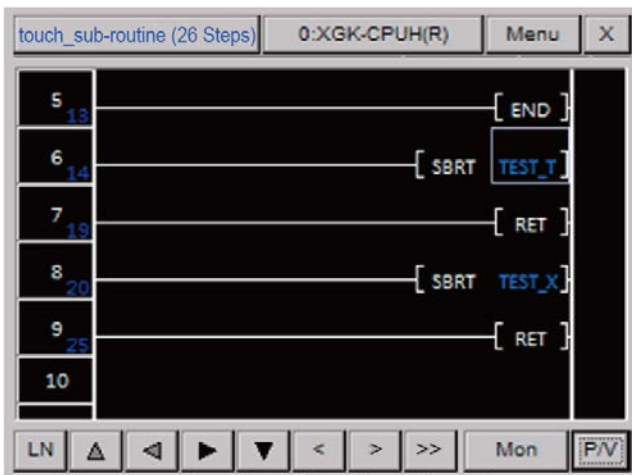 touch_sub-routine (26 Steps) 0:XGK-CPUH(R) Menu X
5 13 [ END ]
6 14 [ SBRT TEST_T ]
7 19 [ RET ]
8 20 [ SBRT TEST_X ]
9 25 [ RET ]
10
LN < > >> Mon P/V